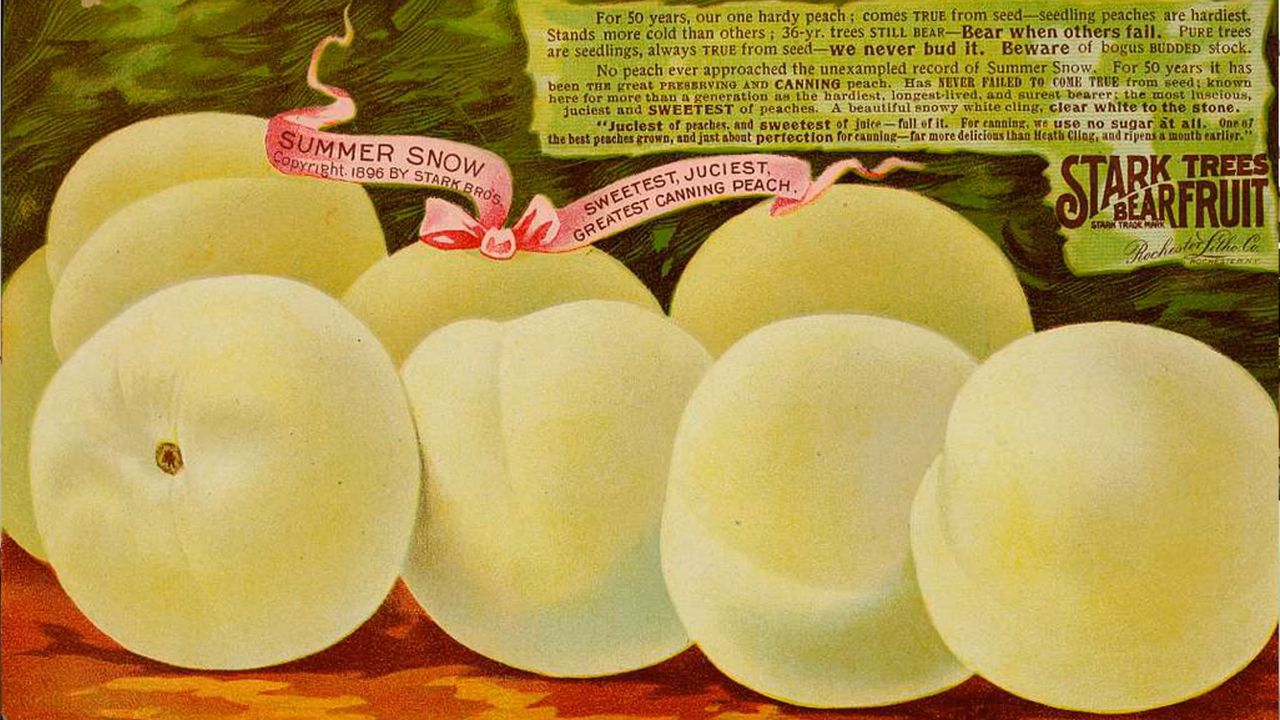 For 50 years, our one hardy peach; comes TRUE from seed—seedling peaches are hardiest.
Stands more cold than others; 36-yr. trees STILL BEAR—Bear when others fail. PURE trees
are seedlings, always TRUE from seed—we never bud it. Beware of bogus BUDDED stock.
No peach ever approached the unexampled record of Summer Snow. For 50 years it has
been THE great PRESERVING AND CANNING peach. Has NEVER FAILED TO COME TRUE from seed; known
here for more than a generation as the hardiest, longest-lived, and surest bearer; the most luscious,
juciest and SWEETEST of peaches. A beautiful snowy white cling, clear white to the stone.
"Juciest of peaches, and sweetest of juice—full of it. For canning, we use no sugar at all. One of
the best peaches grown, and just about perfection for canning—far more delicious than Heath Cling, and ripens a month earlier."
SUMMER SNOW
Copyright. 1896 BY STARK BRO'S.
SWEETEST, JUCIEST,
GREATEST CANNING PEACH.
STARK TREES
BEAR FRUIT
STARK TRADE MARK
Rochester Litho. Co.
ROCHESTER N.Y.